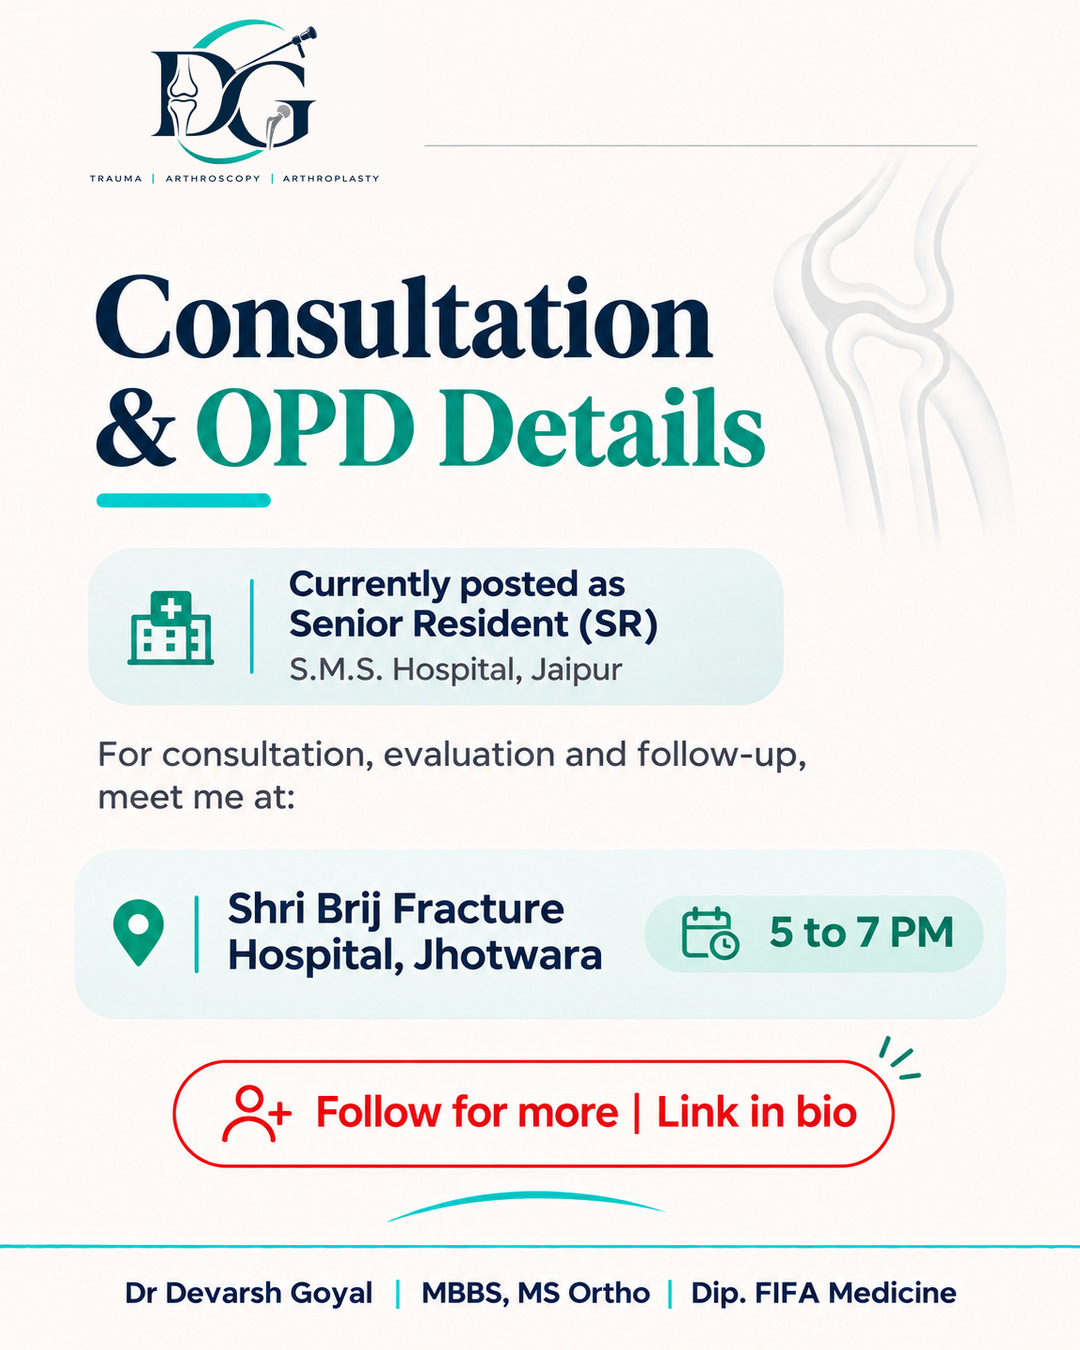 DG
TRAUMA | ARTHROSCOPY | ARTHROPLASTY
Consultation
& OPD Details
Currently posted as
Senior Resident (SR)
S.M.S. Hospital, Jaipur
For consultation, evaluation and follow-up,
meet me at:
Shri Brij Fracture
Hospital, Jhotwara
5 to 7 PM
Follow for more | Link in bio
Dr Devarsh Goyal | MBBS, MS Ortho | Dip. FIFA Medicine